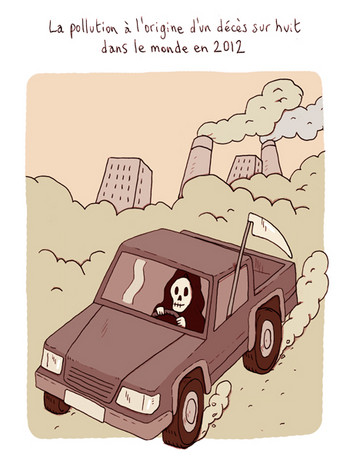 La pollution à l'origine d'un décès sur huit
dans le monde en 2012